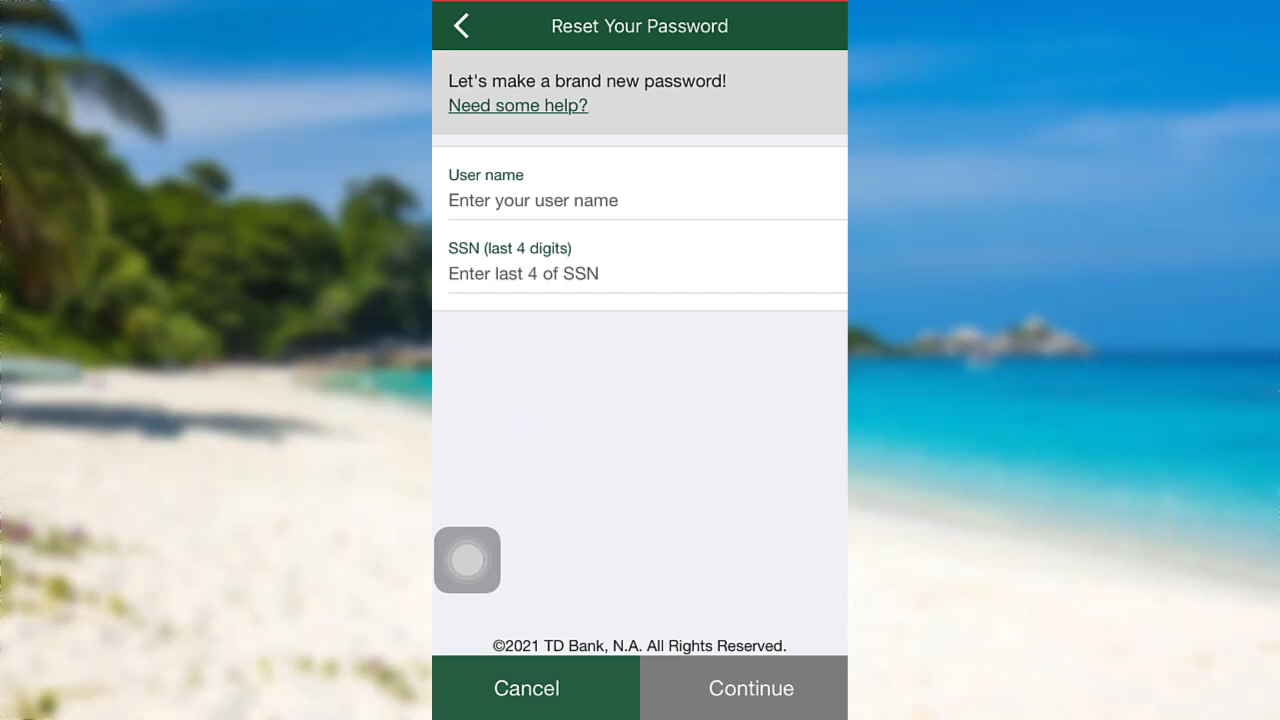 Reset Your Password
Let's make a brand new password!
Need some help?
User name
Enter your user name
SSN (last 4 digits)
Enter last 4 of SSN
©2021 TD Bank, N.A. All Rights Reserved.
Cancel
Continue